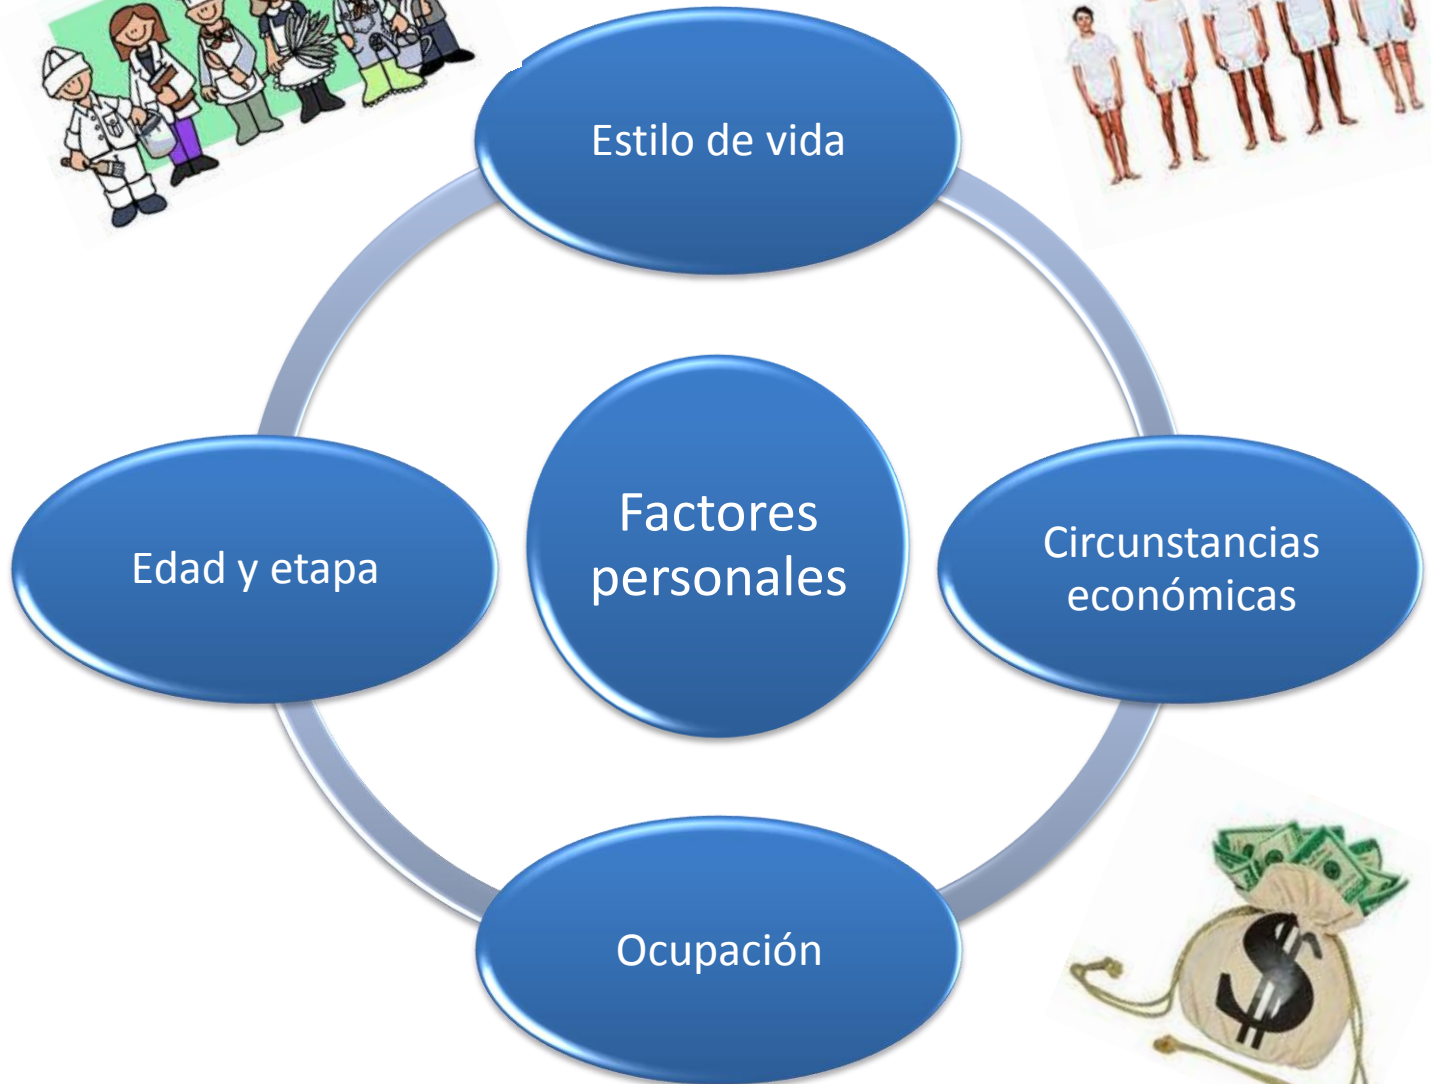 Estilo de vida
Factores
personales
Edad y etapa
Circunstancias
económicas
Ocupación
$